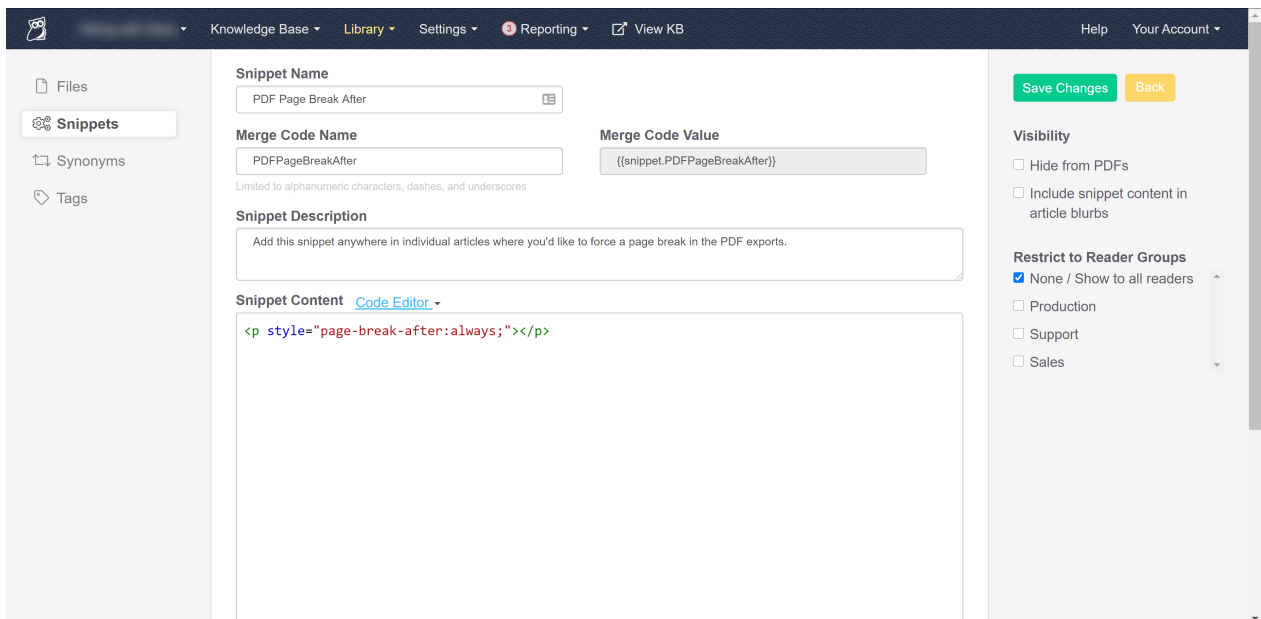 Knowledge Base Library Settings 3 Reporting View KB Help Your Account
Files
Snippets
Synonyms
Tags
Snippet Name
PDF Page Break After
Merge Code Name
PDFPageBreakAfter
Limited to alphanumeric characters, dashes, and underscores
Merge Code Value
{{snippet.PDFPageBreakAfter}}
Snippet Description
Add this snippet anywhere in individual articles where you'd like to force a page break in the PDF exports.
Snippet Content Code Editor
<p style="page-break-after:always;"></p>
Save Changes Back
Visibility
Hide from PDFs
Include snippet content in
article blurbs
Restrict to Reader Groups
None / Show to all readers
Production
Support
Sales